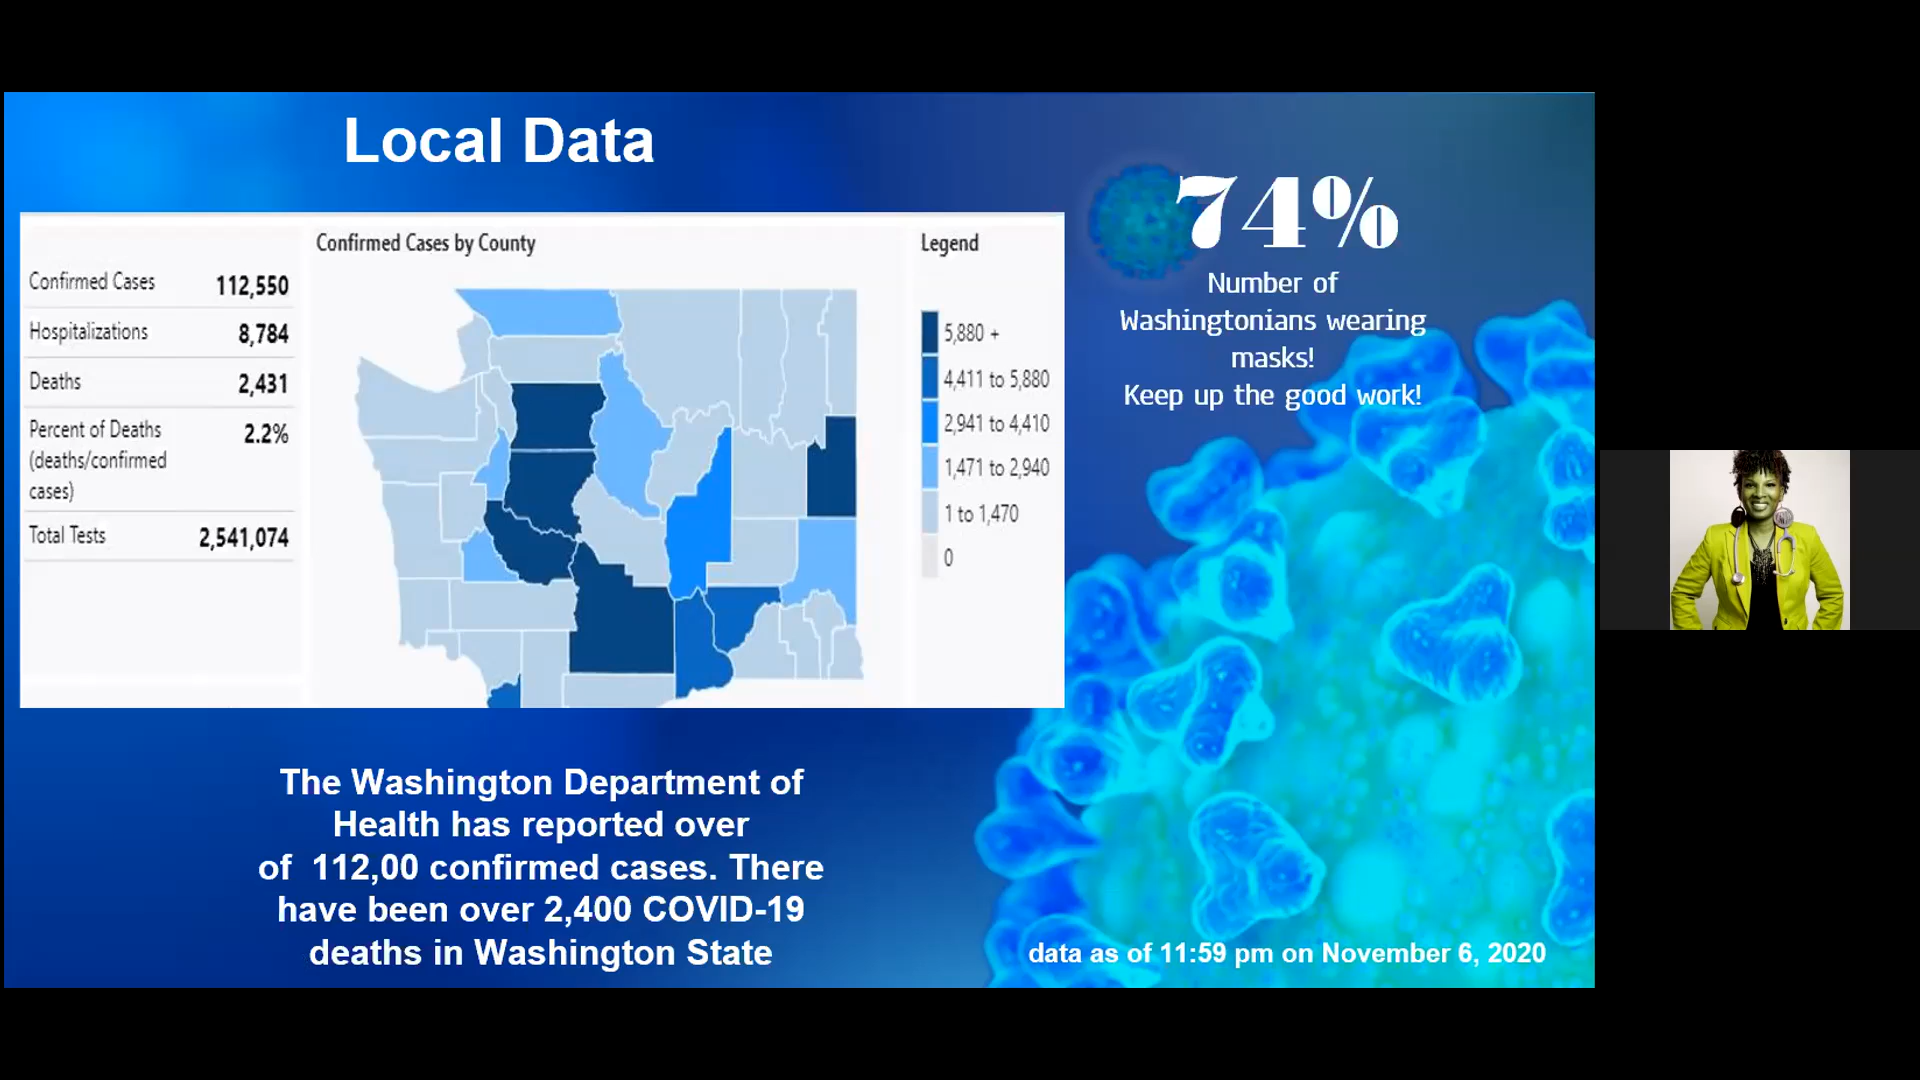 Local Data
Confirmed Cases 112,550
Hospitalizations 8,784
Deaths 2,431
Percent of Deaths 2.2%
(deaths/confirmed
cases)
Total Tests 2,541,074
Confirmed Cases by County
Legend
5,880 +
4,411 to 5,880
2,941 to 4,410
1,471 to 2,940
1 to 1,470
0
74%
Number of
Washingtonians wearing
masks!
Keep up the good work!
The Washington Department of
Health has reported over
of 112,00 confirmed cases. There
have been over 2,400 COVID-19
deaths in Washington State
data as of 11:59 pm on November 6, 2020